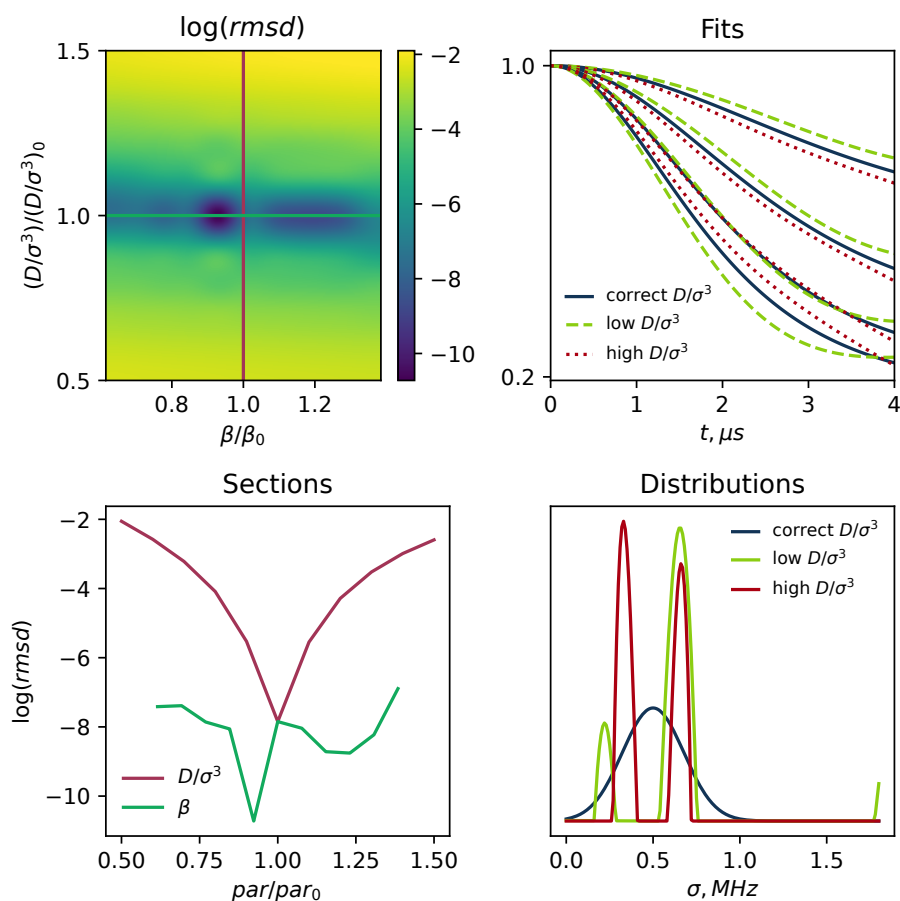 log(rmsd)
1.5
1.0
0.5
(D/σ³)/(D/σ³)₀
0.8
1.0
1.2
β/β₀
−2
−4
−6
−8
−10
Fits
1.0
0.2
correct D/σ³
low D/σ³
high D/σ³
0
1
2
3
4
t, μs
Sections
−2
−4
−6
−8
−10
log(rmsd)
D/σ³
β
0.50
0.75
1.00
1.25
1.50
par/par₀
Distributions
correct D/σ³
low D/σ³
high D/σ³
0.0
0.5
1.0
1.5
σ, MHz